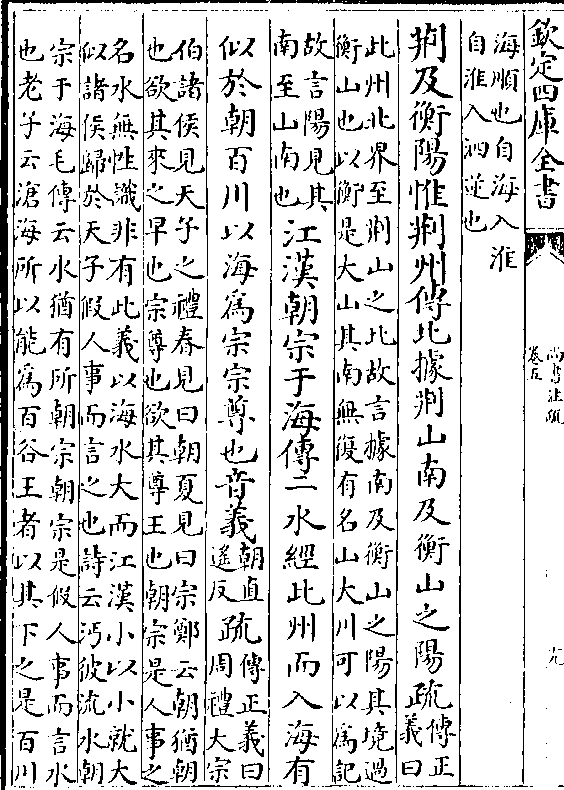 欽定四庫全書
尚書注疏
卷五
海順也自海入淮
自淮入泗逆也
荆及衡陽惟荆州傳北據荆山南及衡山之陽疏傳正
義曰
此州北界至荆山之北故言據南及衡山之陽其境過
衡山也以衡是大山其南無復有名山大川可以為記
故言陽見其
南至山南也
江漢朝宗于海傳二水經此州而入海有
似於朝百川以海為宗宗尊也音義朝直
遙反
疏傳正義曰
周禮大宗
伯諸侯見天子之禮春見曰朝夏見曰宗鄭云朝猶朝
也欲其來之早也宗尊也欲其尊王也朝宗是人事之
名水無性識非有此義以海水大而江漢小以小就大
似諸侯歸於天子假人事而言之也詩云沔彼流水朝
宗于海毛傳云水猶有所朝宗朝宗是假人事而言水
也老子云滄海所以能為百谷王者以其下之是百川